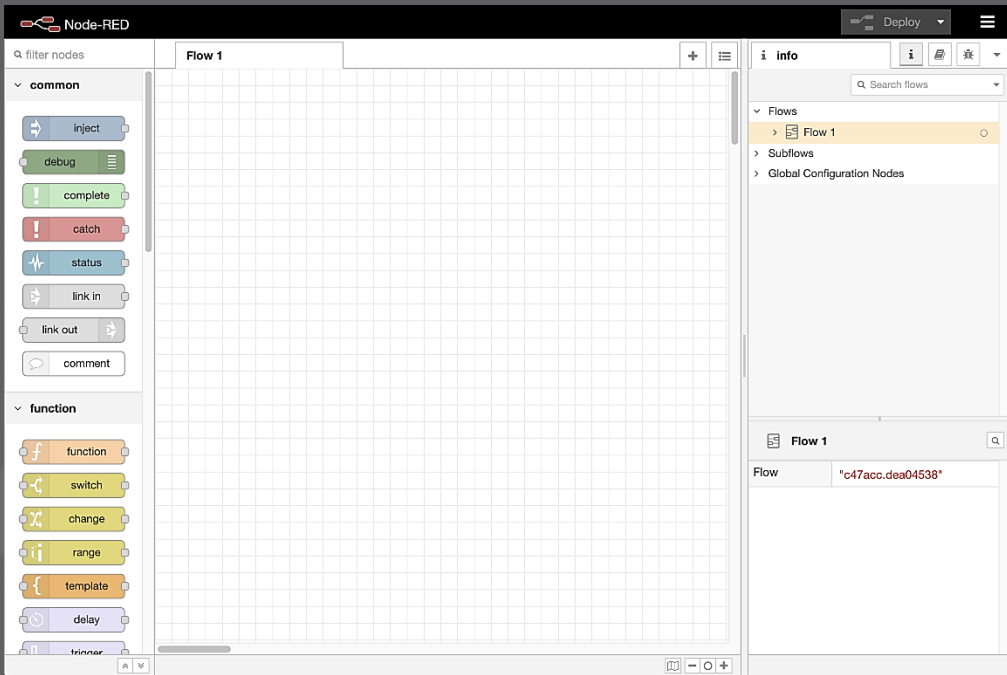 Node-RED
Deploy
filter nodes
Flow 1
i info
i
Search flows
common
Flows
Flow 1
inject
Subflows
debug
Global Configuration Nodes
complete
catch
status
link in
link out
comment
function
Flow 1
function
Flow "c47acc.dea04538"
switch
change
range
template
delay
trigger